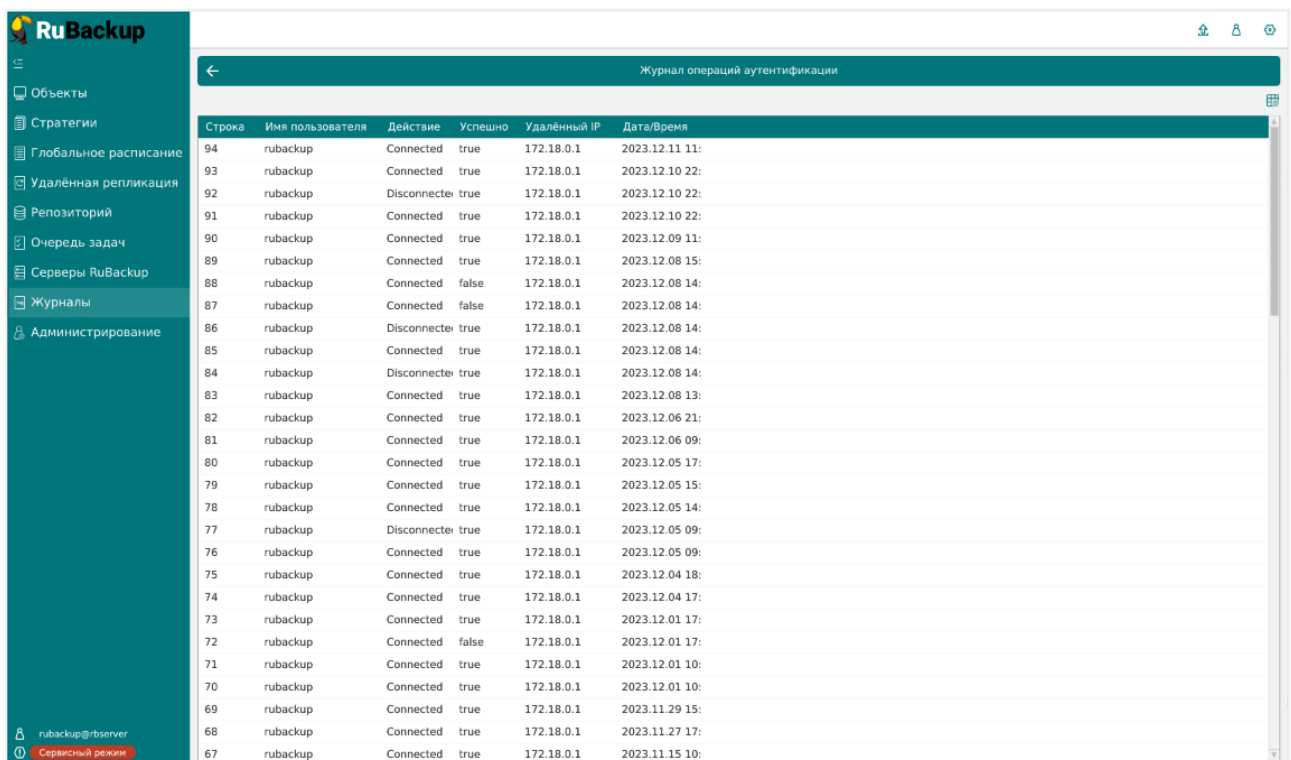 RuBackup
Журнал операций аутентификации
Объекты
Стратегии
Глобальное расписание
Удалённая репликация
Репозиторий
Очередь задач
Серверы RuBackup
Журналы
Администрирование
rubackup@rbserver
Сервисный режим
Строка Имя пользователя Действие Успешно Удалённый IP Дата/Время
94 rubackup Connected true 172.18.0.1 2023.12.11 11:
93 rubackup Connected true 172.18.0.1 2023.12.10 22:
92 rubackup Disconnecte true 172.18.0.1 2023.12.10 22:
91 rubackup Connected true 172.18.0.1 2023.12.10 22:
90 rubackup Connected true 172.18.0.1 2023.12.09 11:
89 rubackup Connected true 172.18.0.1 2023.12.08 15:
88 rubackup Connected false 172.18.0.1 2023.12.08 14:
87 rubackup Connected false 172.18.0.1 2023.12.08 14:
86 rubackup Disconnecte true 172.18.0.1 2023.12.08 14:
85 rubackup Connected true 172.18.0.1 2023.12.08 14:
84 rubackup Disconnecte true 172.18.0.1 2023.12.08 14:
83 rubackup Connected true 172.18.0.1 2023.12.08 13:
82 rubackup Connected true 172.18.0.1 2023.12.06 21:
81 rubackup Connected true 172.18.0.1 2023.12.06 09:
80 rubackup Connected true 172.18.0.1 2023.12.05 17:
79 rubackup Connected true 172.18.0.1 2023.12.05 15:
78 rubackup Connected true 172.18.0.1 2023.12.05 14:
77 rubackup Disconnecte true 172.18.0.1 2023.12.05 09:
76 rubackup Connected true 172.18.0.1 2023.12.05 09:
75 rubackup Connected true 172.18.0.1 2023.12.04 18:
74 rubackup Connected true 172.18.0.1 2023.12.04 17:
73 rubackup Connected true 172.18.0.1 2023.12.01 17:
72 rubackup Connected false 172.18.0.1 2023.12.01 17:
71 rubackup Connected true 172.18.0.1 2023.12.01 10:
70 rubackup Connected true 172.18.0.1 2023.12.01 10:
69 rubackup Connected true 172.18.0.1 2023.11.29 15:
68 rubackup Connected true 172.18.0.1 2023.11.27 17:
67 rubackup Connected true 172.18.0.1 2023.11.15 10: